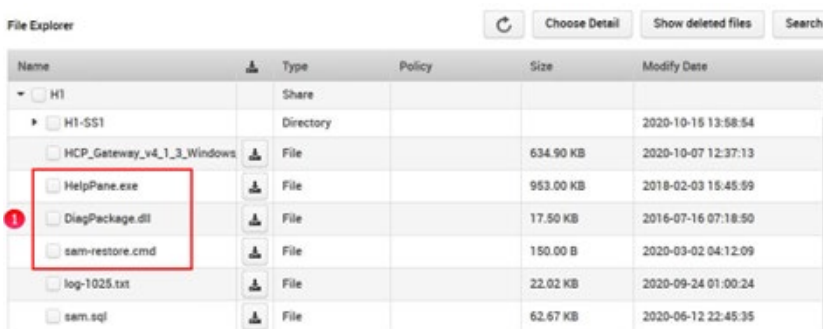 File Explorer Choose Detail Show deleted files Search
Name Type Policy Size Modify Date
H1 Share
H1-SS1 Directory 2020-10-15 13:58:54
HCP_Gateway_v4_1_3_Windows File 634.90 KB 2020-10-07 12:37:13
HelpPane.exe File 953.00 KB 2018-02-03 15:45:59
1 DiagPackage.dll File 17.50 KB 2016-07-16 07:18:50
sam-restore.cmd File 150.00 B 2020-03-02 04:12:09
log-1025.txt File 22.02 KB 2020-09-24 01:00:24
sam.sql File 62.67 KB 2020-06-12 22:45:35